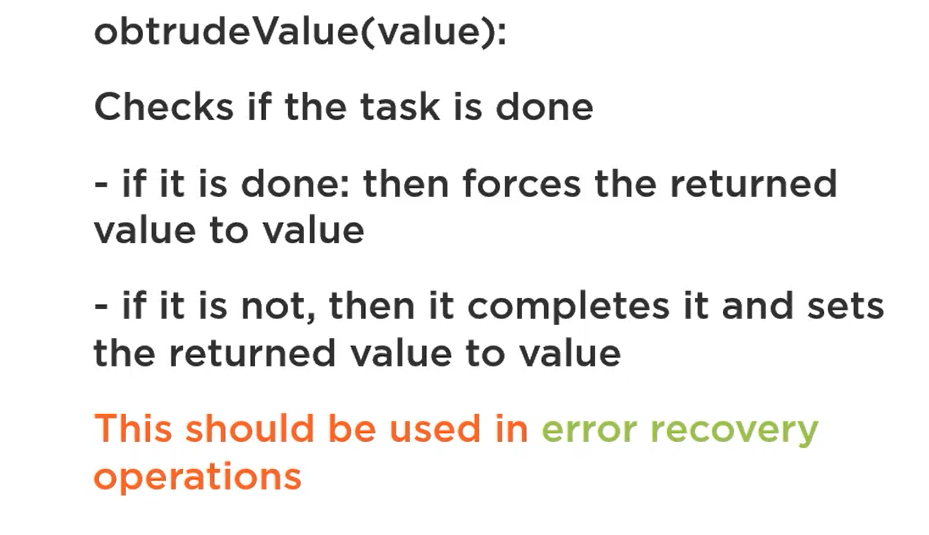 obtrudeValue(value):
Checks if the task is done
- if it is done: then forces the returned
value to value
- if it is not, then it completes it and sets
the returned value to value
This should be used in error recovery
operations